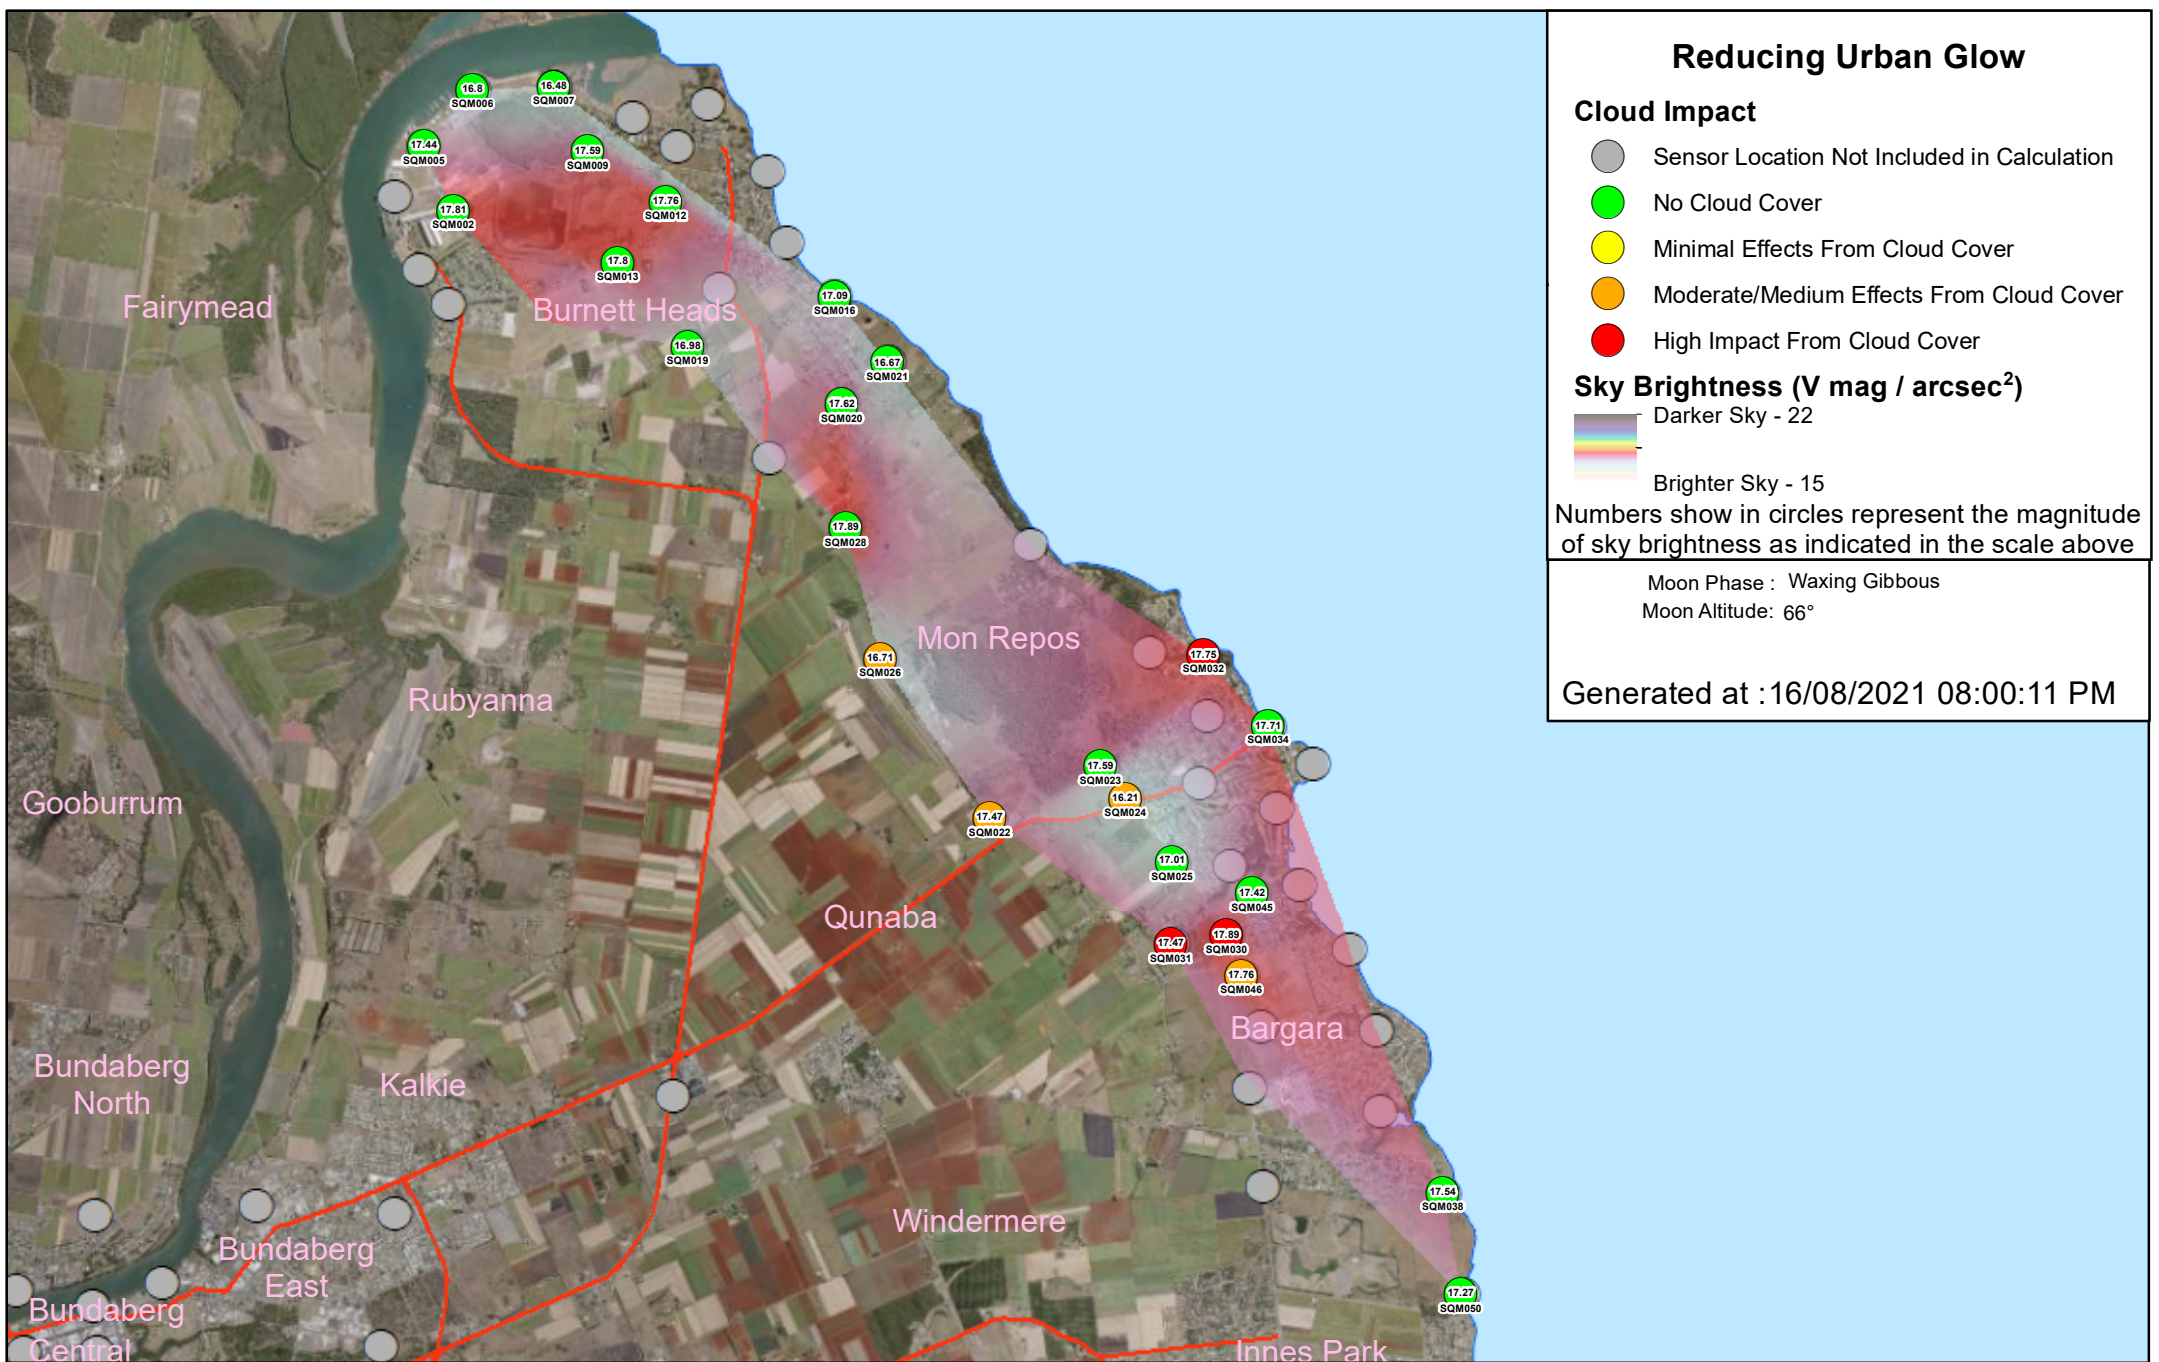 Reducing Urban Glow
Cloud Impact
Sensor Location Not Included in Calculation
No Cloud Cover
Minimal Effects From Cloud Cover
Moderate/Medium Effects From Cloud Cover
High Impact From Cloud Cover
Sky Brightness (V mag / arcsec²)
Darker Sky - 22
Brighter Sky - 15
Numbers show in circles represent the magnitude
of sky brightness as indicated in the scale above
Moon Phase : Waxing Gibbous
Moon Altitude: 66°
Generated at :16/08/2021 08:00:11 PM
16.8
SQM006
16.48
SQM007
17.44
SQM005
17.59
SQM009
17.81
SQM002
17.76
SQM012
17.8
SQM013
Fairymead
Burnett Heads
17.09
SQM016
16.98
SQM019
16.67
SQM021
17.62
SQM020
17.89
SQM028
Mon Repos
16.71
SQM026
17.75
SQM032
Rubyanna
17.71
SQM034
17.59
SQM023
16.21
SQM024
17.47
SQM022
Gooburrum
17.01
SQM025
17.42
SQM045
Qunaba
17.47
SQM031
17.89
SQM030
17.76
SQM046
Bargara
Bundaberg
North
Kalkie
17.54
SQM038
Windermere
Bundaberg
East
17.27
SQM050
Bundaberg
Central
Innes Park